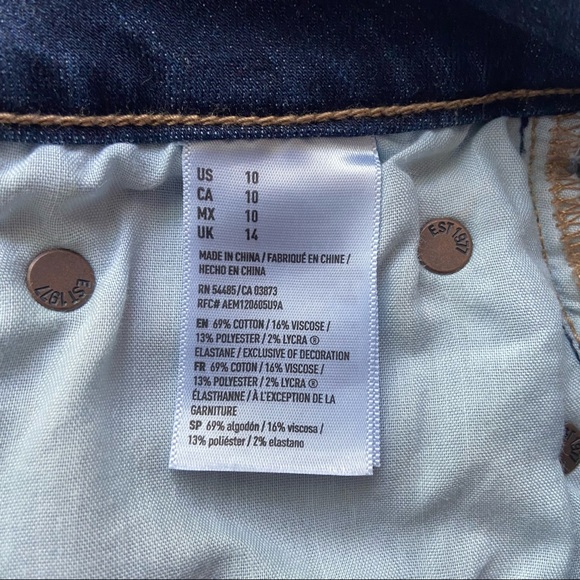 US 10
CA 10
MX 10
UK 14
MADE IN CHINA / FABRIQUÉ EN CHINE /
HECHO EN CHINA
RN 54485 / CA 03873
RFC# AEM120605U9A
EN 69% COTTON / 16% VISCOSE /
13% POLYESTER / 2% LYCRA ®
ELASTANE / EXCLUSIVE OF DECORATION
FR 69% COTON / 16% VISCOSE /
13% POLYESTER / 2% LYCRA ®
ÉLASTHANNE / À L'EXCEPTION DE LA
GARNITURE
SP 69% algodón / 16% viscosa /
13% poliéster / 2% elastano
EST 1977
EST 1977